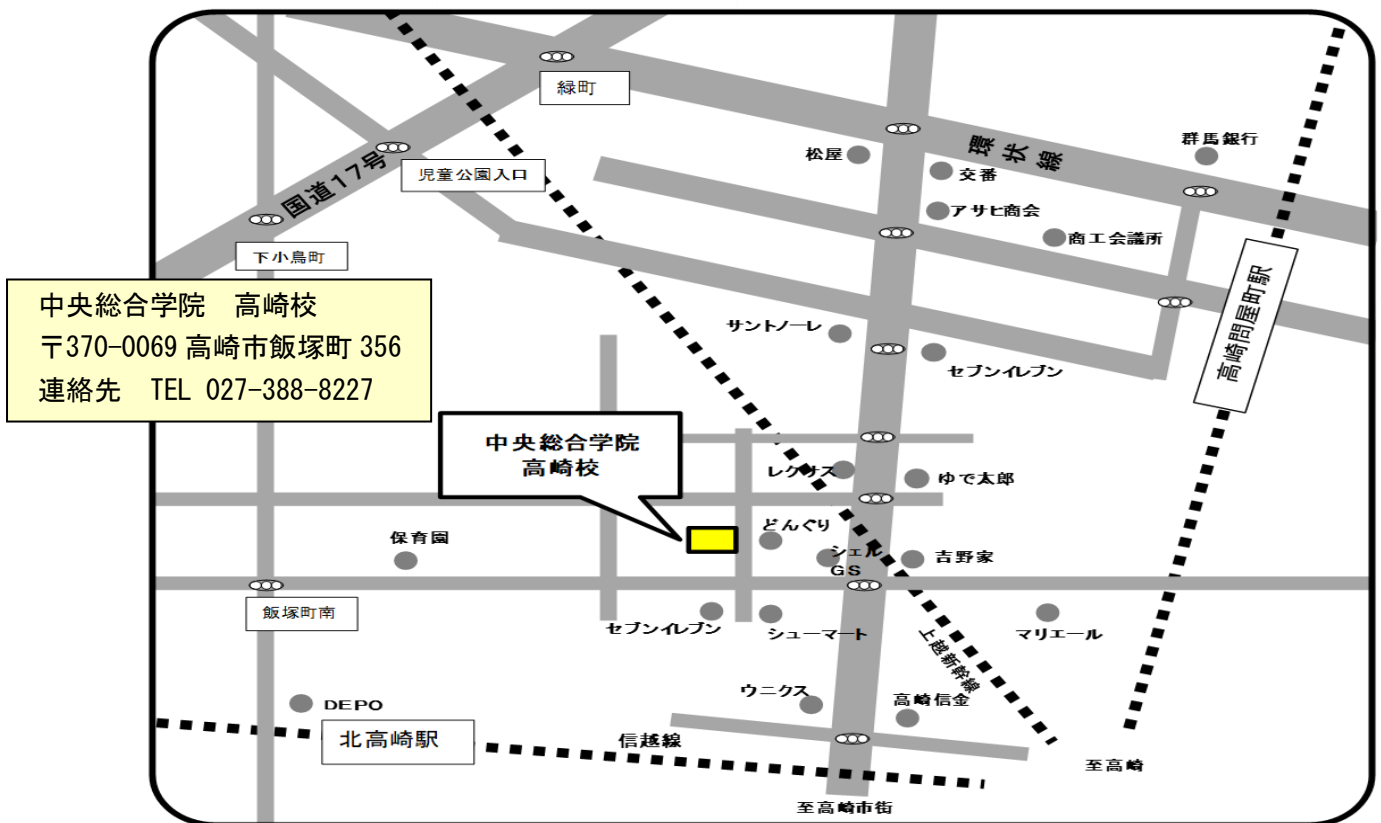 緑町
環状線
群馬銀行
松屋
交番
児童公園入口
国道17号
アサヒ商会
商工会議所
下小鳥町
高崎問屋町駅
中央総合学院　高崎校
〒370-0069 高崎市飯塚町 356
連絡先　TEL 027-388-8227
サントノーレ
セブンイレブン
中央総合学院
高崎校
レクサス
ゆで太郎
どんぐり
保育園
シェル
GS
吉野家
飯塚町南
セブンイレブン
シューマート
マリエール
上越新幹線
DEPO
ウニクス
高崎信金
北高崎駅
信越線
至高崎
至高崎市街